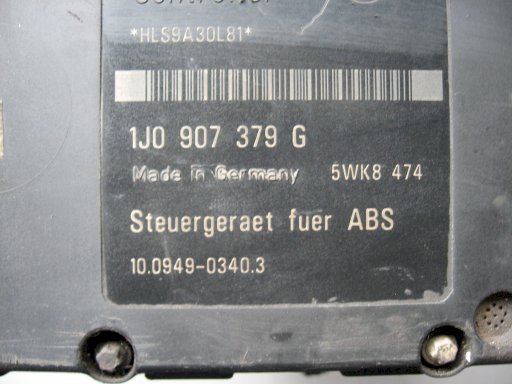 *HLS9A30L81*
1J0 907 379 G
Made in Germany 5WK8 474
Steuergeraet fuer ABS
10.0949-0340.3